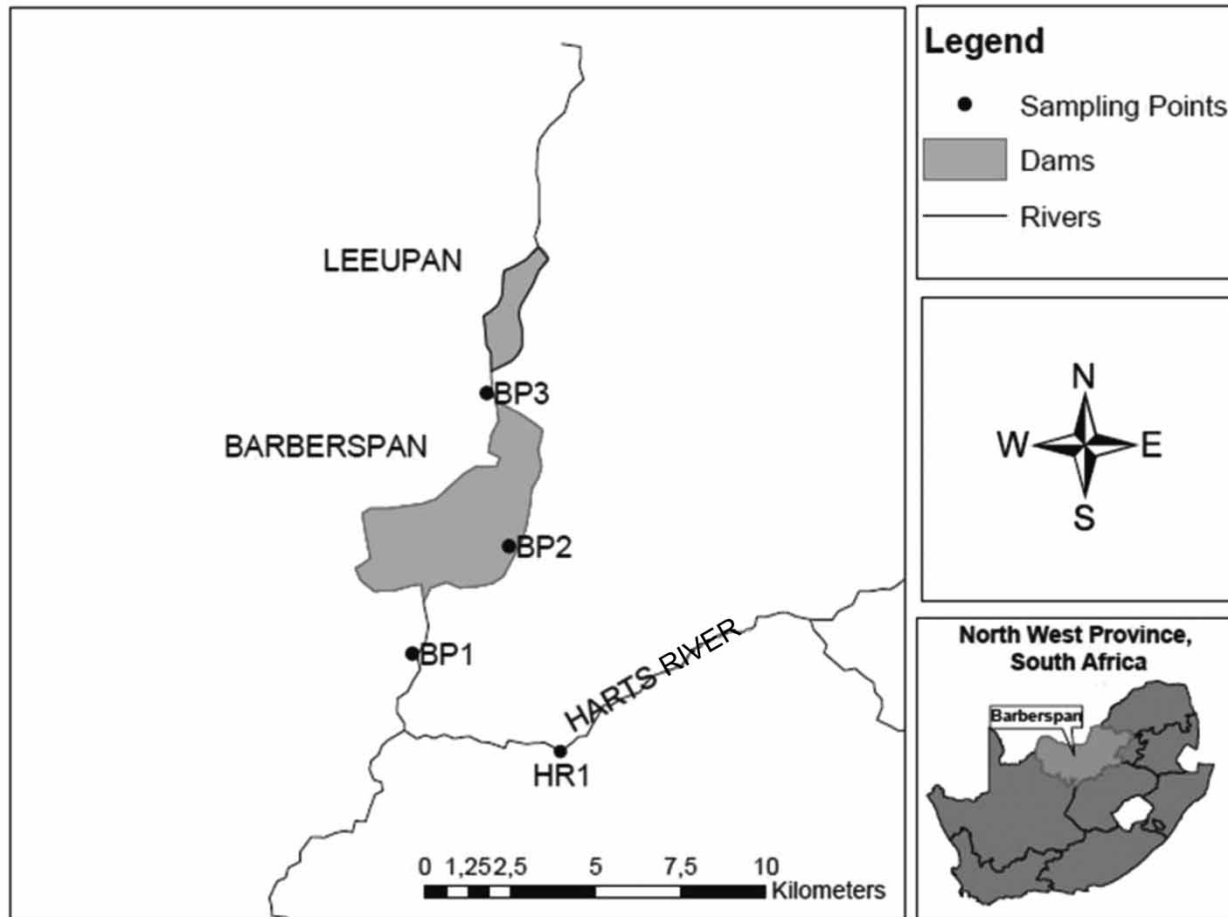 LEEUPAN
BP3
BARBERSPAN
BP2
BP1
HARTS RIVER
HR1
0 1,25 2,5 5 7,5 10
Kilometers
Legend
Sampling Points
Dams
Rivers
N
W E
S
North West Province,
South Africa
Barberspan